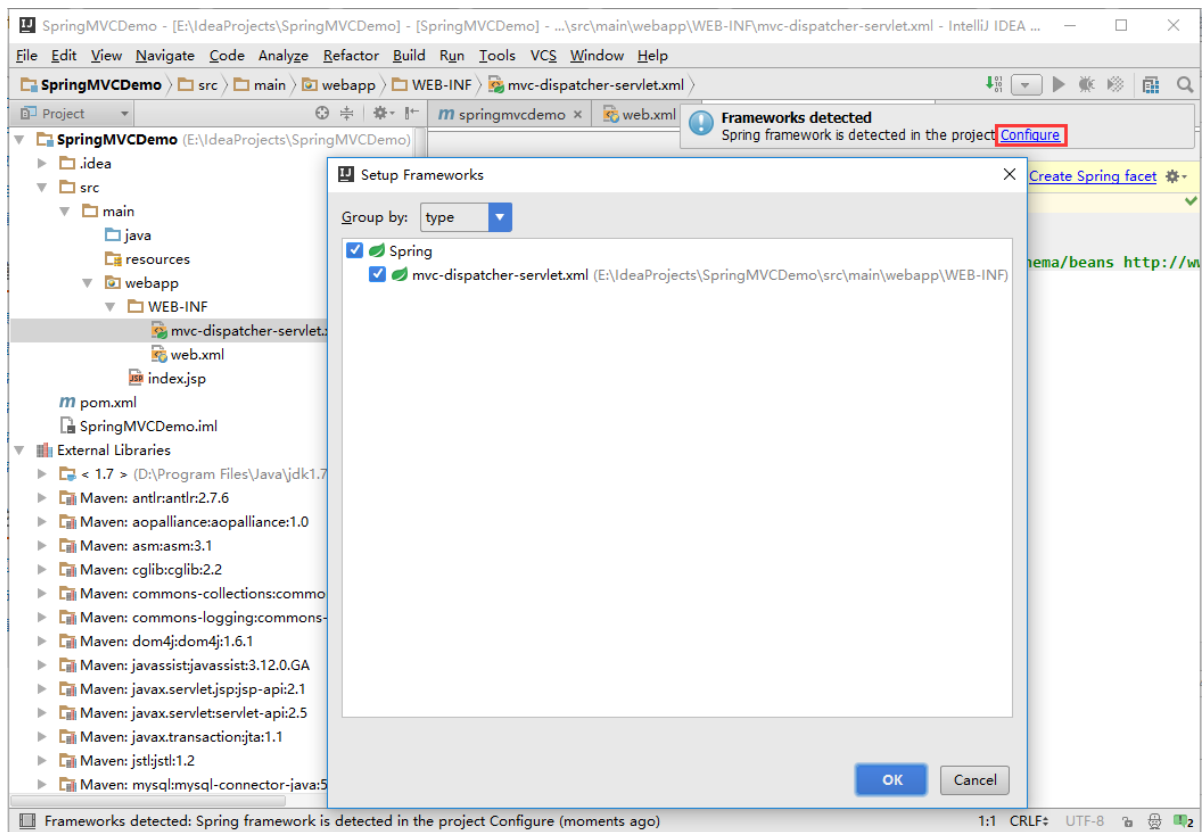 SpringMVCDemo - [E:\IdeaProjects\SpringMVCDemo] - [SpringMVCDemo] - ...\src\main\webapp\WEB-INF\mvc-dispatcher-servlet.xml - IntelliJ IDEA ...
File Edit View Navigate Code Analyze Refactor Build Run Tools VCS Window Help
SpringMVCDemo src main webapp WEB-INF mvc-dispatcher-servlet.xml
Project
springmvcdemo
web.xml
Frameworks detected
Spring framework is detected in the project Configure
SpringMVCDemo (E:\IdeaProjects\SpringMVCDemo)
.idea
src
main
java
resources
webapp
WEB-INF
mvc-dispatcher-servlet.
web.xml
index.jsp
pom.xml
SpringMVCDemo.iml
External Libraries
< 1.7 > (D:\Program Files\Java\jdk1.7
Maven: antlr:antlr:2.7.6
Maven: aopalliance:aopalliance:1.0
Maven: asm:asm:3.1
Maven: cglib:cglib:2.2
Maven: commons-collections:commo
Maven: commons-logging:commons-
Maven: dom4j:dom4j:1.6.1
Maven: javassist:javassist:3.12.0.GA
Maven: javax.servlet.jsp:jsp-api:2.1
Maven: javax.servlet:servlet-api:2.5
Maven: javax.transaction:jta:1.1
Maven: jstl:jstl:1.2
Maven: mysql:mysql-connector-java:5
Setup Frameworks
Group by: type
Spring
mvc-dispatcher-servlet.xml (E:\IdeaProjects\SpringMVCDemo\src\main\webapp\WEB-INF)
OK Cancel
Create Spring facet
hema/beans http://w
Frameworks detected: Spring framework is detected in the project Configure (moments ago)
1:1 CRLF UTF-8 2